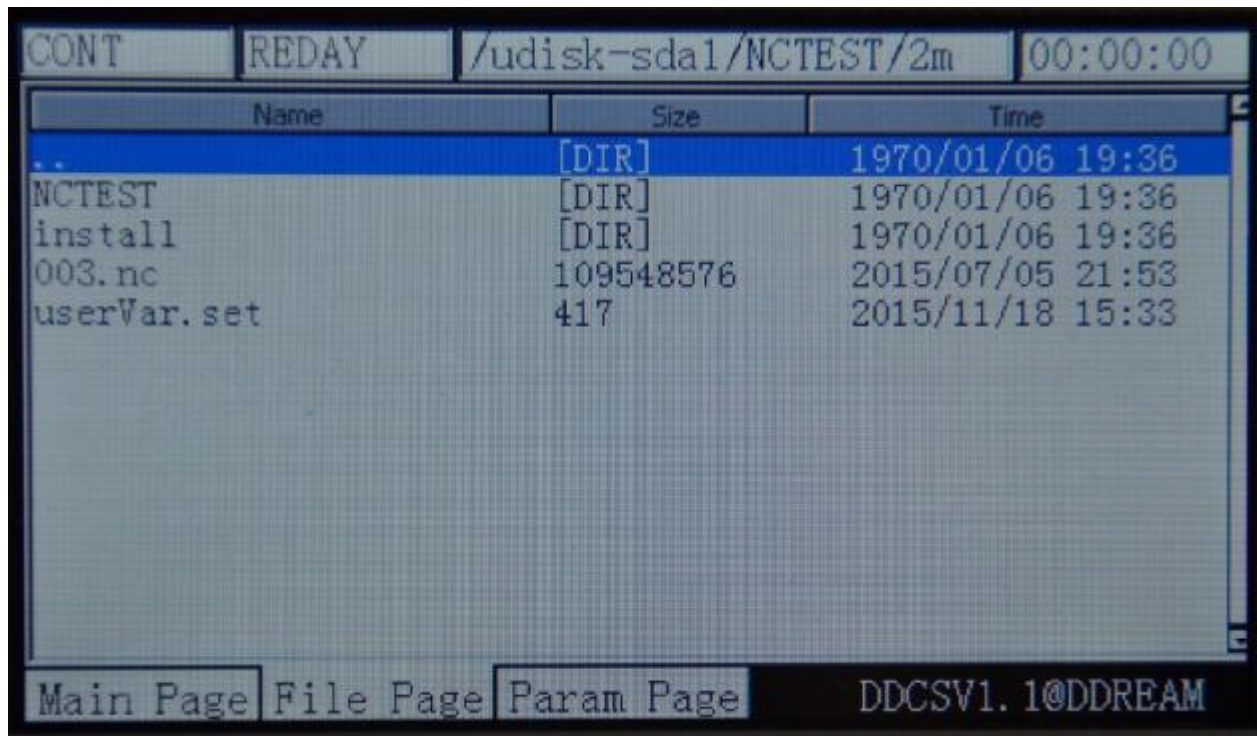 CONT REDAY /udisk-sda1/NCTEST/2m 00:00:00
Name Size Time
.. [DIR] 1970/01/06 19:36
NCTEST [DIR] 1970/01/06 19:36
install [DIR] 1970/01/06 19:36
003.nc 109548576 2015/07/05 21:53
userVar.set 417 2015/11/18 15:33
Main Page File Page Param Page DDCSV1.1@DDREAM